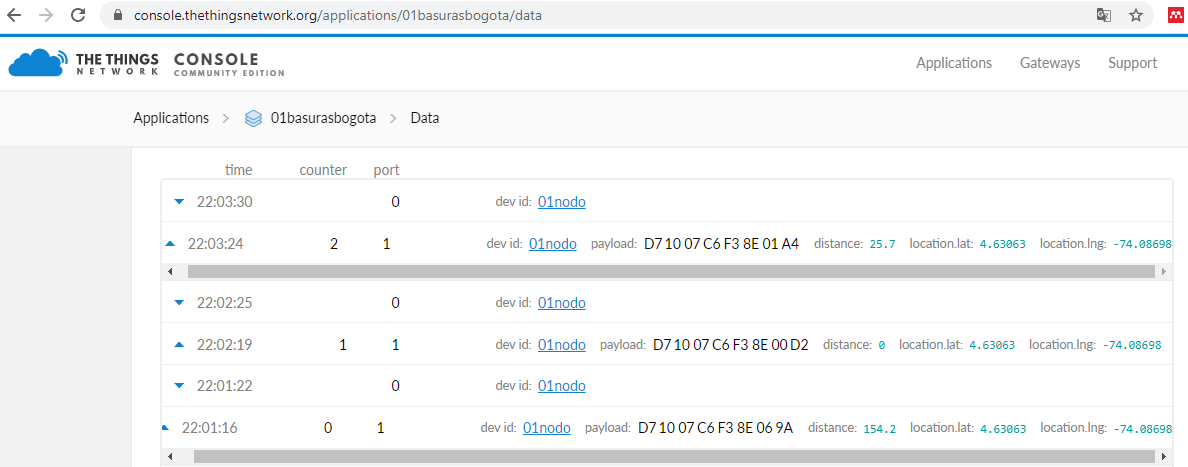 console.thethingsnetwork.org/applications/01basurasbogota/data
THE THINGS NETWORK CONSOLE COMMUNITY EDITION Applications Gateways Support
Applications > 01basurasbogota > Data
time counter port
22:03:30 0 dev id: 01nodo
22:03:24 2 1 dev id: 01nodo payload: D7 10 07 C6 F3 8E 01 A4 distance: 25.7 location.lat: 4.63063 location.lng: -74.08698
22:02:25 0 dev id: 01nodo
22:02:19 1 1 dev id: 01nodo payload: D7 10 07 C6 F3 8E 00 D2 distance: 0 location.lat: 4.63063 location.lng: -74.08698
22:01:22 0 dev id: 01nodo
22:01:16 0 1 dev id: 01nodo payload: D7 10 07 C6 F3 8E 06 9A distance: 154.2 location.lat: 4.63063 location.lng: -74.08698